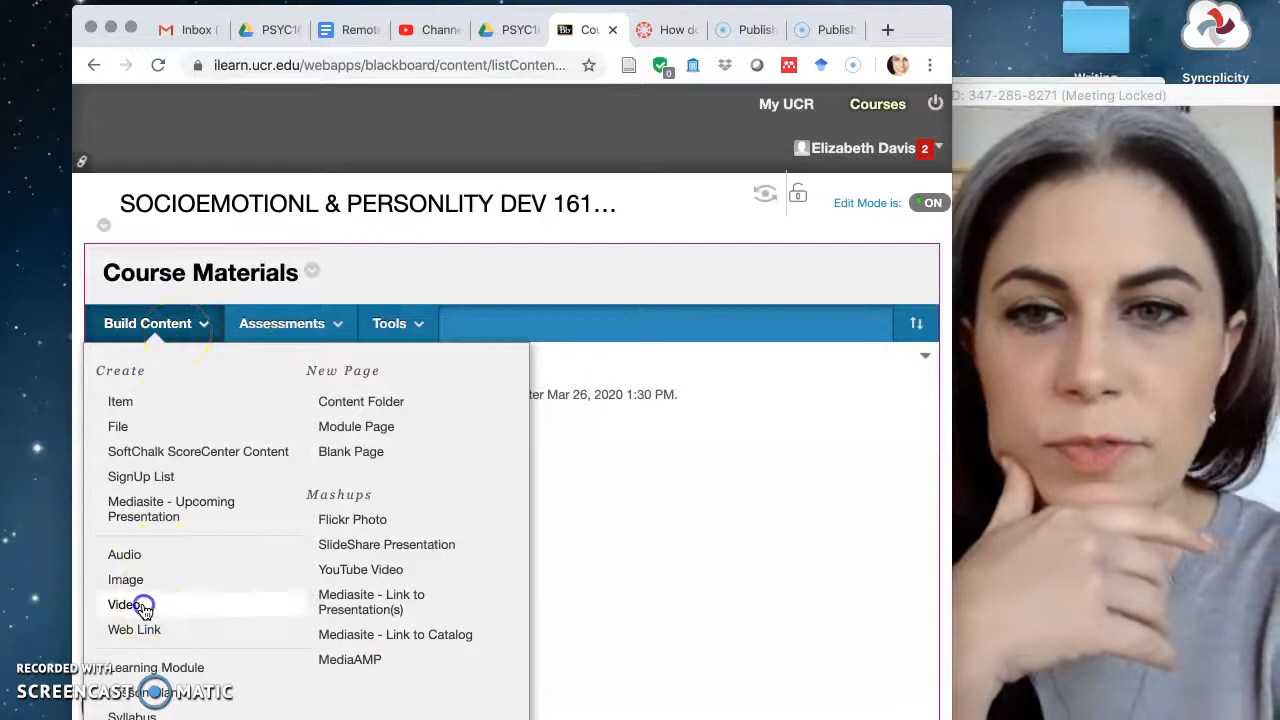 Inbox (
PSYC1
Remot
Chann
PSYC1
Bb
Cou
How do
Publish
Publish
ilearn.ucr.edu/webapps/blackboard/content/listConten...
0
Syncplicity
D: 347-285-8271 (Meeting Locked)
My UCR
Courses
Elizabeth Davis 2
SOCIOEMOTIONL & PERSONLITY DEV 161...
0
Edit Mode is: ON
Course Materials
Build Content
Assessments
Tools
ter Mar 26, 2020 1:30 PM.
Create
Item
File
SoftChalk ScoreCenter Content
SignUp List
Mediasite - Upcoming
Presentation
Audio
Image
Video
Web Link
Learning Module
Syllabus
New Page
Content Folder
Module Page
Blank Page
Mashups
Flickr Photo
SlideShare Presentation
YouTube Video
Mediasite - Link to
Presentation(s)
Mediasite - Link to Catalog
MediaAMP
RECORDED WITH
SCREENCAST MATIC